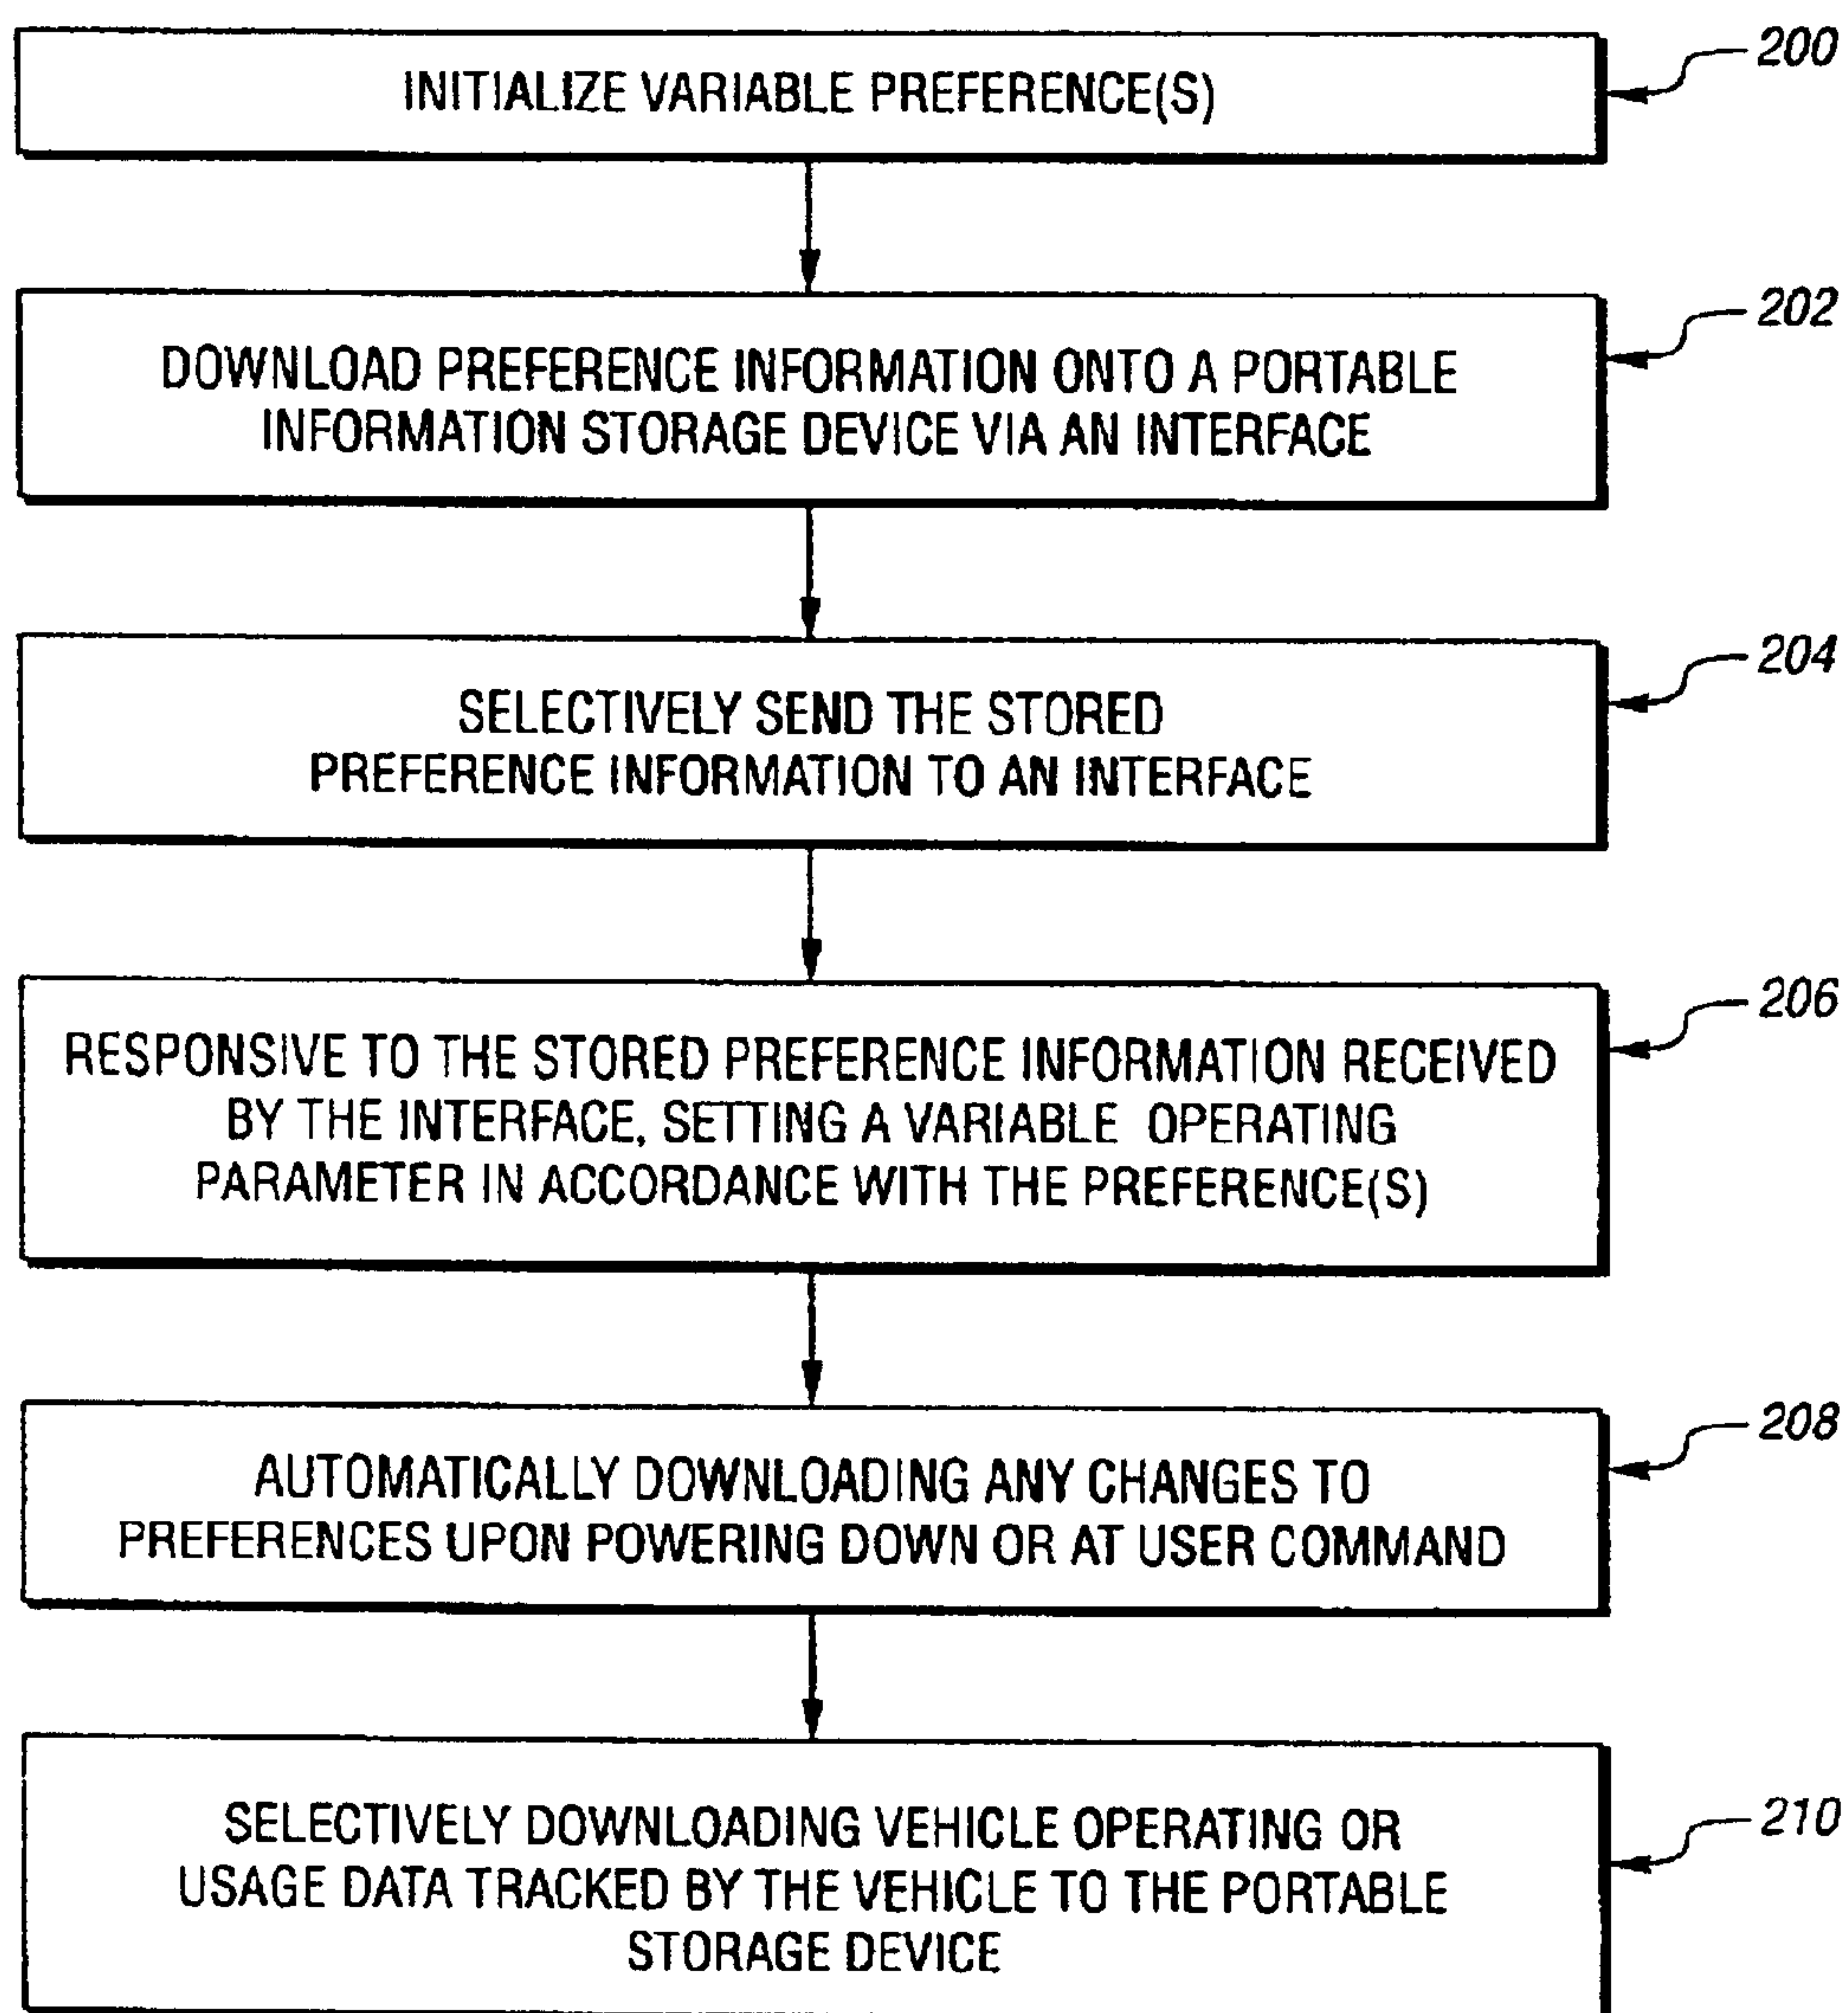 INITIALIZE VARIABLE PREFERENCE(S)
200
DOWNLOAD PREFERENCE INFORMATION ONTO A PORTABLE
INFORMATION STORAGE DEVICE VIA AN INTERFACE
202
SELECTIVELY SEND THE STORED
PREFERENCE INFORMATION TO AN INTERFACE
204
RESPONSIVE TO THE STORED PREFERENCE INFORMATION RECEIVED
BY THE INTERFACE, SETTING A VARIABLE OPERATING
PARAMETER IN ACCORDANCE WITH THE PREFERENCE(S)
206
AUTOMATICALLY DOWNLOADING ANY CHANGES TO
PREFERENCES UPON POWERING DOWN OR AT USER COMMAND
208
SELECTIVELY DOWNLOADING VEHICLE OPERATING OR
USAGE DATA TRACKED BY THE VEHICLE TO THE PORTABLE
STORAGE DEVICE
210